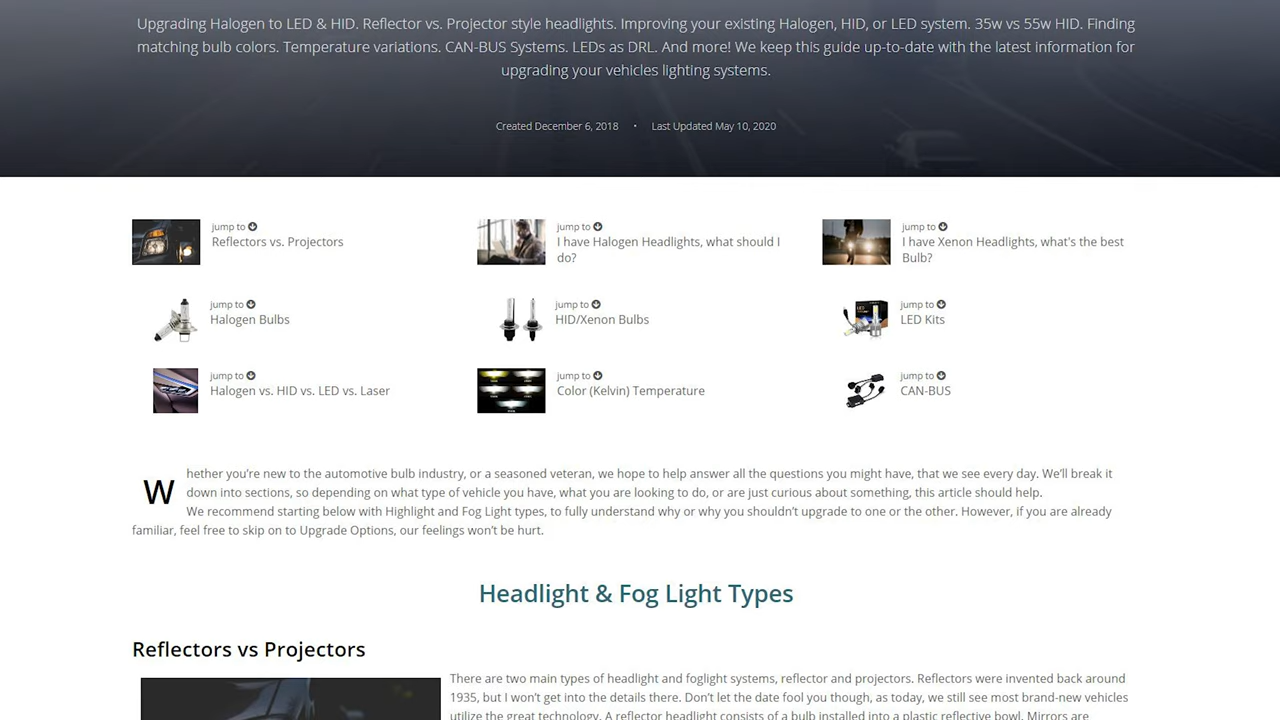 Upgrading Halogen to LED & HID. Reflector vs. Projector style headlights. Improving your existing Halogen, HID, or LED system. 35w vs 55w HID. Finding
matching bulb colors. Temperature variations. CAN-BUS Systems. LEDs as DRL. And more! We keep this guide up-to-date with the latest information for
upgrading your vehicles lighting systems.
Created December 6, 2018 • Last Updated May 10, 2020
jump to
Reflectors vs. Projectors
jump to
I have Halogen Headlights, what should I
do?
jump to
I have Xenon Headlights, what's the best
Bulb?
jump to
Halogen Bulbs
jump to
HID/Xenon Bulbs
jump to
LED Kits
jump to
Halogen vs. HID vs. LED vs. Laser
jump to
Color (Kelvin) Temperature
jump to
CAN-BUS
Whether you’re new to the automotive bulb industry, or a seasoned veteran, we hope to help answer all the questions you might have, that we see every day. We’ll break it
down into sections, so depending on what type of vehicle you have, what you are looking to do, or are just curious about something, this article should help.
We recommend starting below with Highlight and Fog Light types, to fully understand why or why you shouldn’t upgrade to one or the other. However, if you are already
familiar, feel free to skip on to Upgrade Options, our feelings won’t be hurt.
Headlight & Fog Light Types
Reflectors vs Projectors
There are two main types of headlight and foglight systems, reflector and projectors. Reflectors were invented back around
1935, but I won’t get into the details there. Don’t let the date fool you though, as today, we still see most brand-new vehicles
utilize the great technology. A reflector headlight consists of a bulb installed into a plastic reflective bowl. Mirrors are